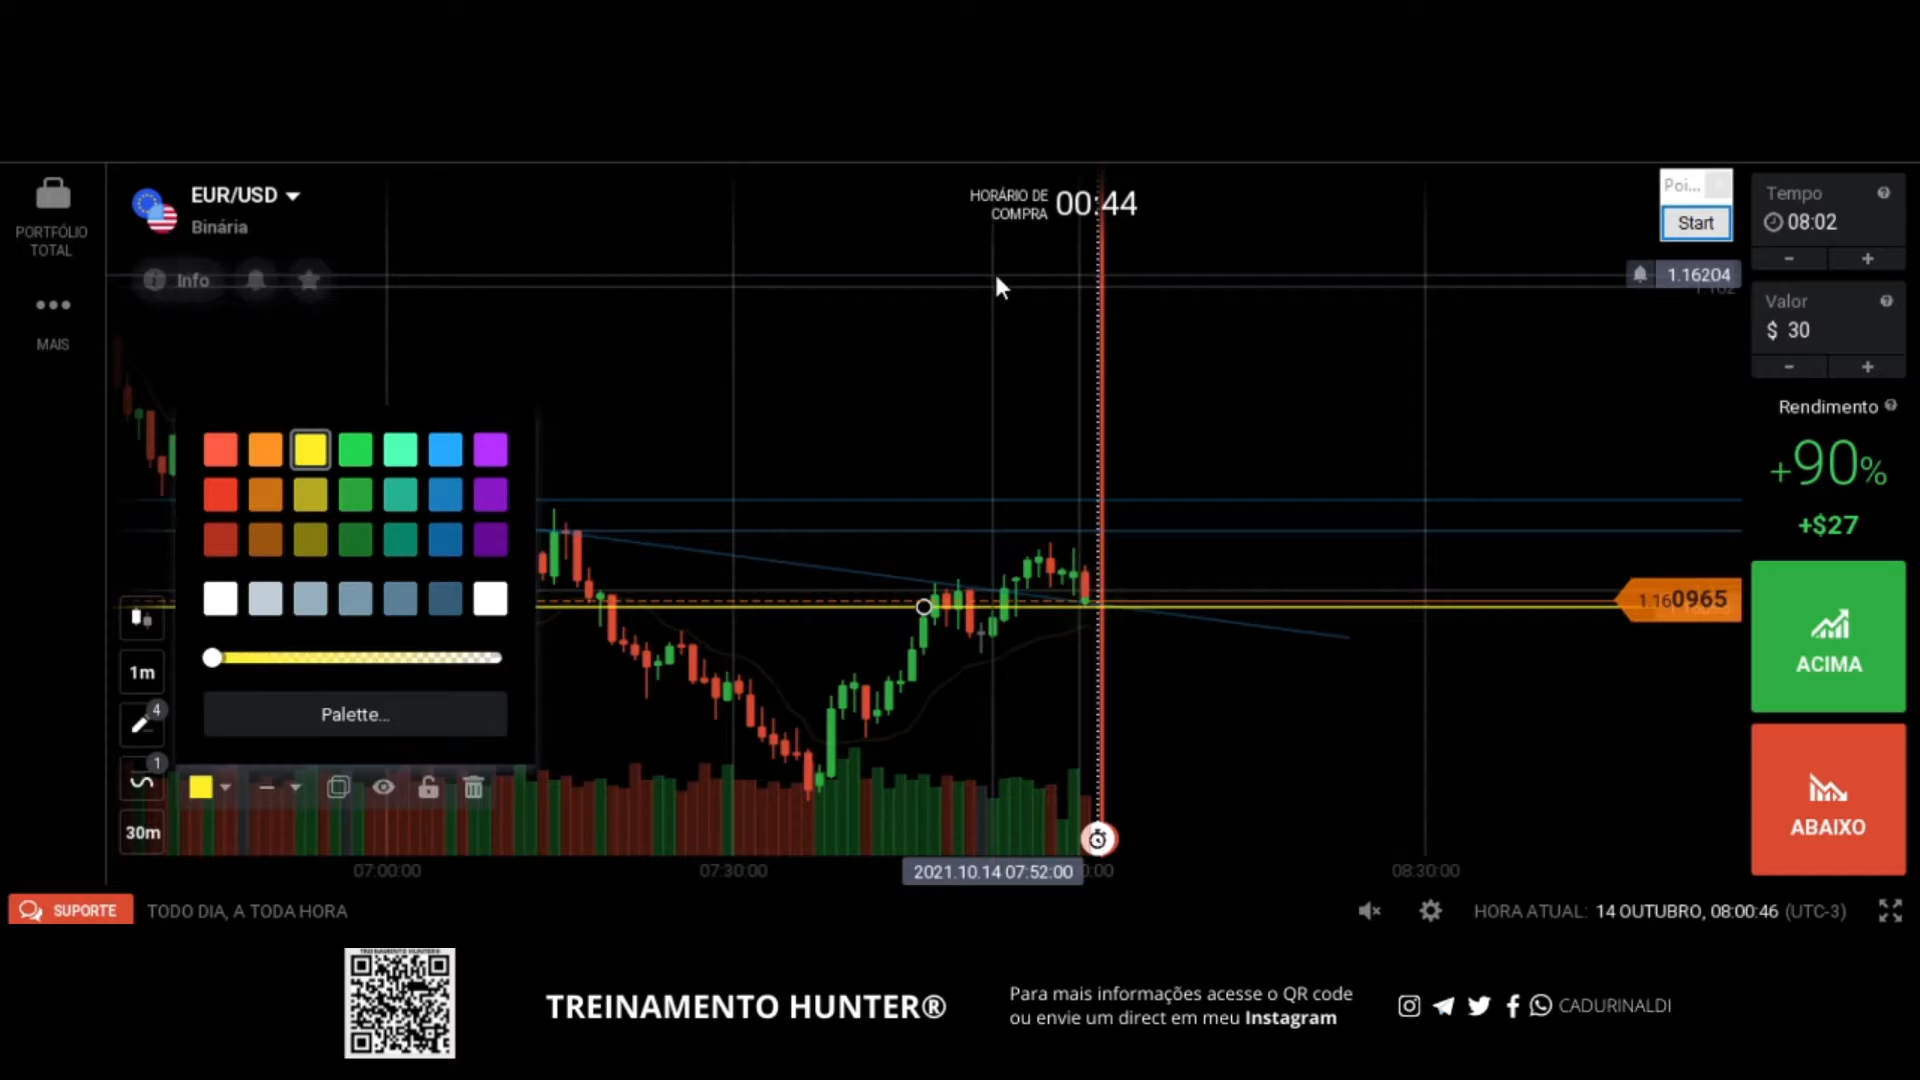 EUR/USD
Binária
HORÁRIO DE
COMPRA
00:44
Poi...
Start
Tempo
08:02
-
+
PORTFÓLIO
TOTAL
Info
1.16204
Valor
$ 30
-
+
MAIS
Rendimento
+90%
+$27
1.160965
ACIMA
Palette...
1m
4
1
30m
ABAIXO
07:00:00
07:30:00
2021.10.14 07:52:00
08:30:00
SUPORTE
TODO DIA, A TODA HORA
HORA ATUAL: 14 OUTUBRO, 08:00:46 (UTC-3)
TREINAMENTO HUNTER®
Para mais informações acesse o QR code
ou envie um direct em meu Instagram
CADURINALDI